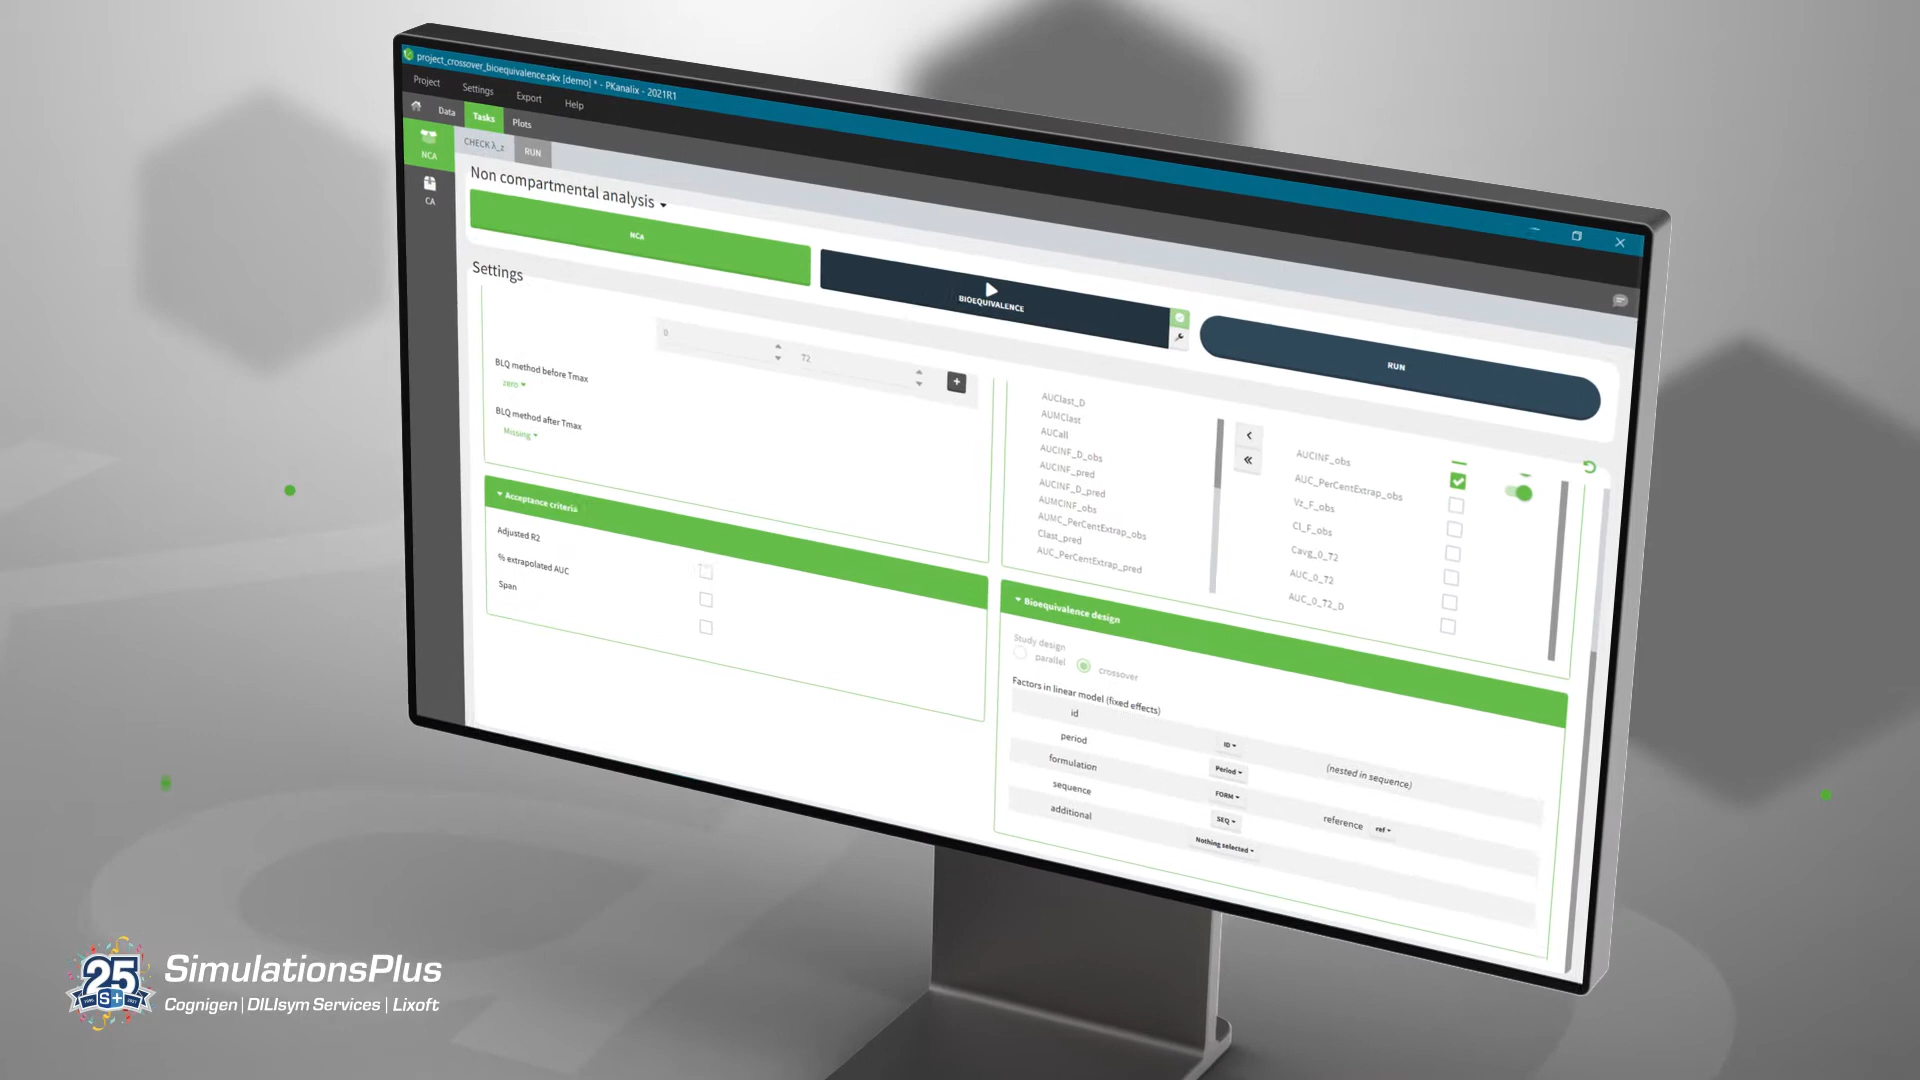 project_crossover_bioequivalence.pkx [demo] * - PKanalix - 2021R1
Project Settings Export Help
Data Tasks Plots
NCA
CA
CHECK λ_z RUN
Non compartmental analysis
NCA
BIOEQUIVALENCE
RUN
Settings
0
T2
BLQ method before Tmax
zero
BLQ method after Tmax
Missing
Acceptance criteria
Adjusted R2
% extrapolated AUC
Span
AUClast_D
AUMClast
AUCall
AUCINF_D_obs
AUCINF_pred
AUCINF_D_pred
AUMCINF_obs
AUMC_PerCentExtrap_obs
Clast_pred
AUC_PerCentExtrap_pred
AUCINF_obs
AUC_PerCentExtrap_obs
Vz_F_obs
Cl_F_obs
Cavg_0_72
AUC_0_72
AUC_0_72_D
Bioequivalence design
Study design
parallel crossover
Factors in linear model (fixed effects)
id ID (nested in sequence)
period Period
formulation FORM reference ref
sequence SEQ
additional Nothing selected
25
S+
SimulationsPlus
Cognigen | DILIsym Services | Lixoft